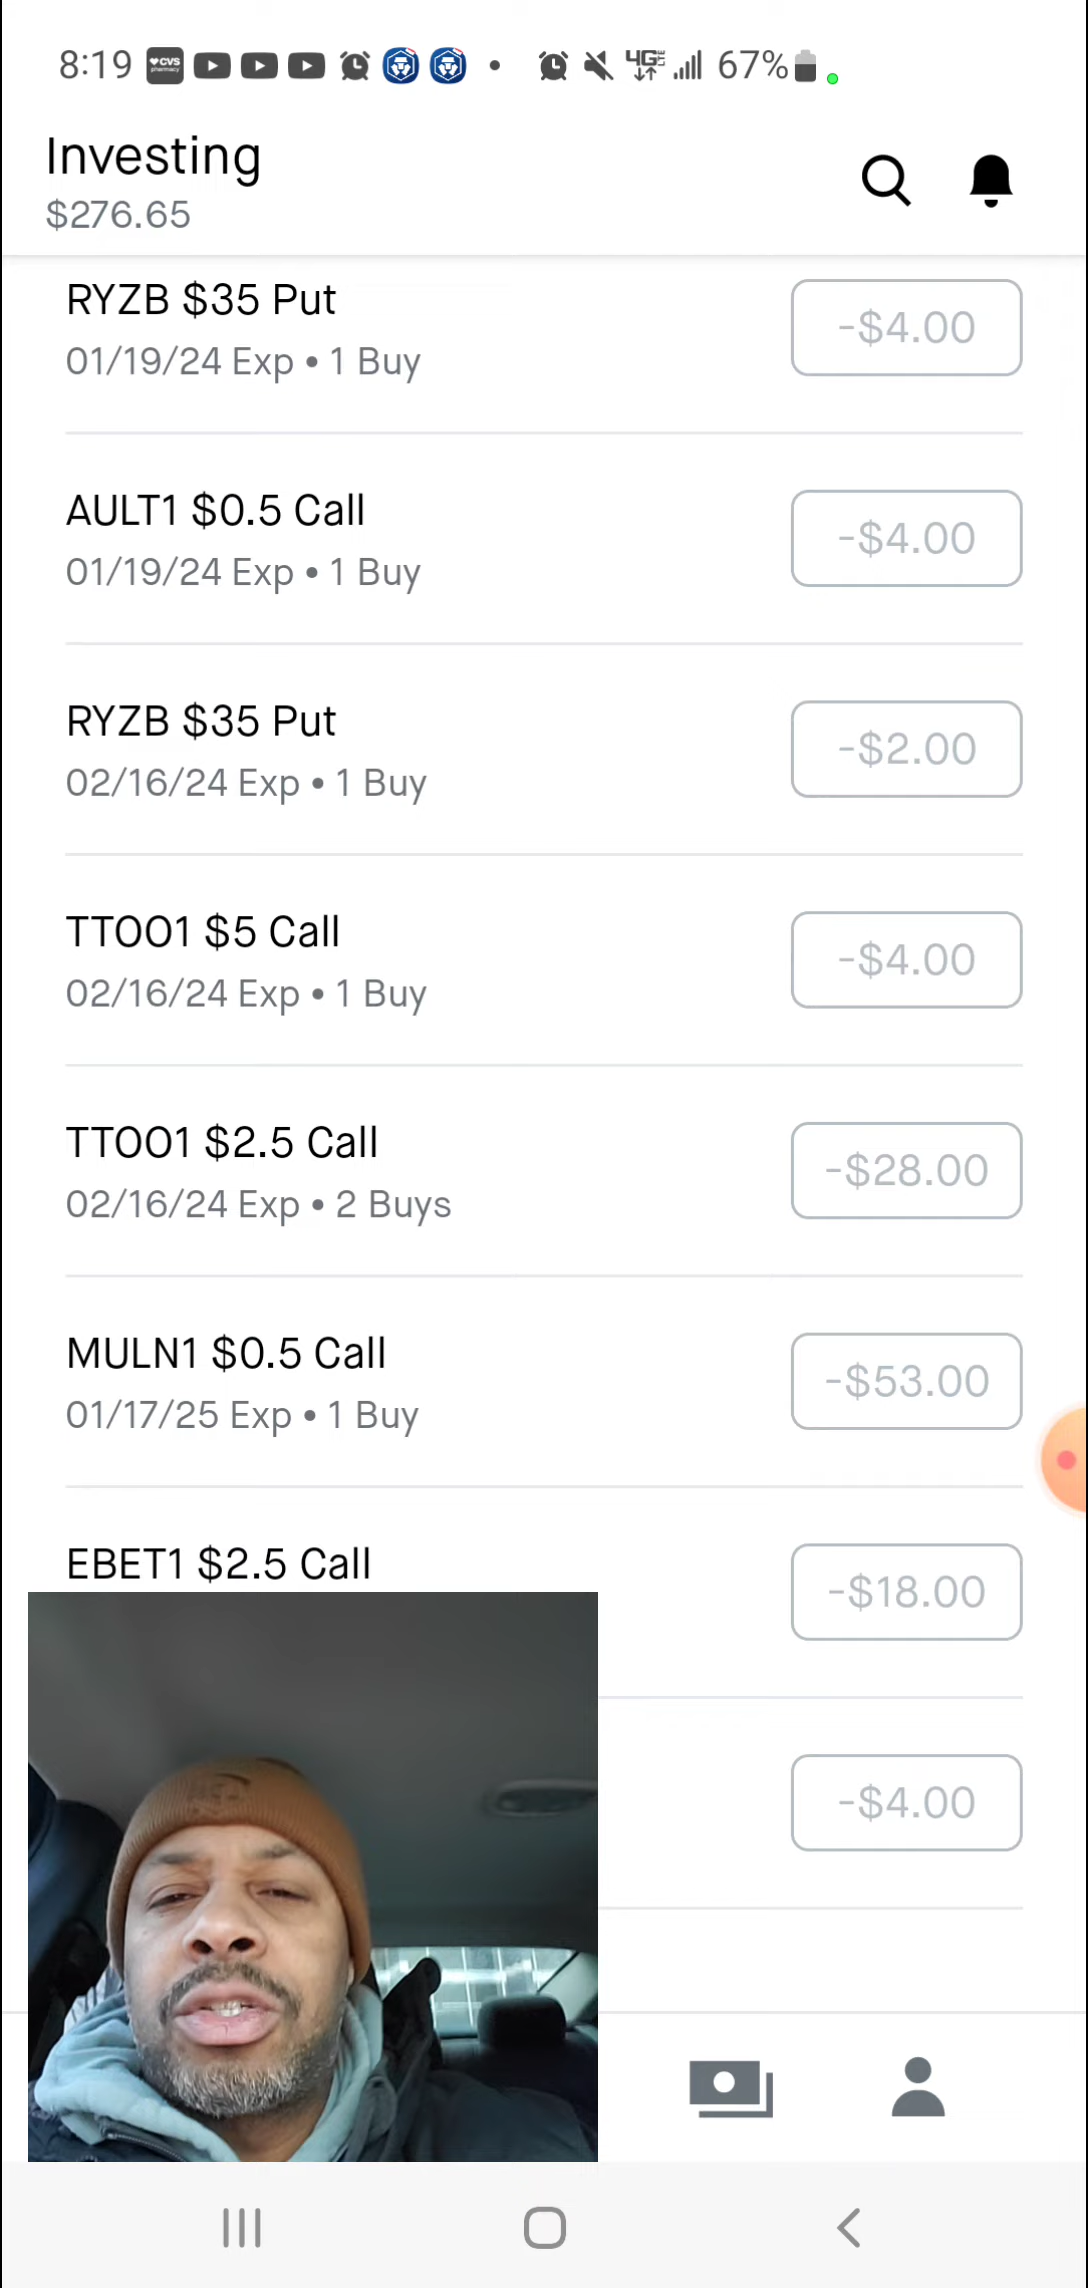 8:19 CVS pharmacy 4GE 67%
Investing
$276.65
RYZB $35 Put
-$4.00
01/19/24 Exp • 1 Buy
AULT1 $0.5 Call
-$4.00
01/19/24 Exp • 1 Buy
RYZB $35 Put
-$2.00
02/16/24 Exp • 1 Buy
TTOO1 $5 Call
-$4.00
02/16/24 Exp • 1 Buy
TTOO1 $2.5 Call
-$28.00
02/16/24 Exp • 2 Buys
MULN1 $0.5 Call
-$53.00
01/17/25 Exp • 1 Buy
EBET1 $2.5 Call
-$18.00
-$4.00